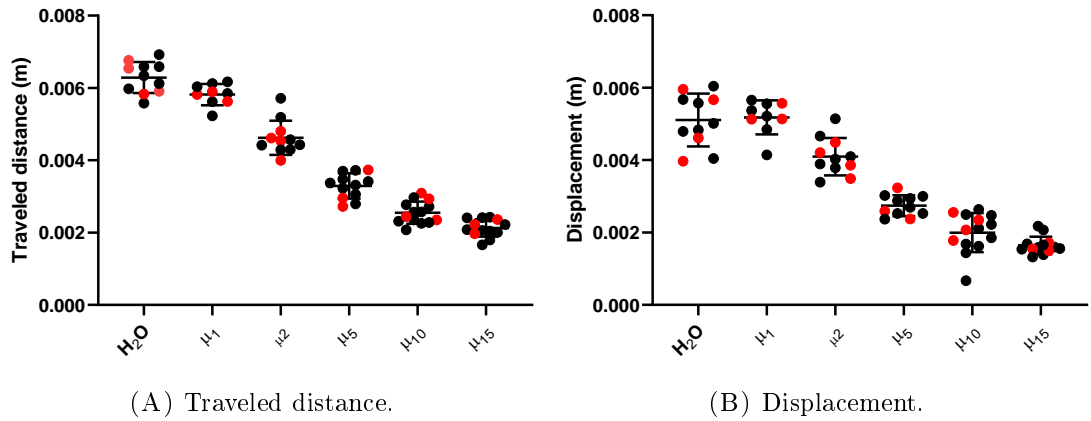 Traveled distance (m)
0.008
0.006
0.004
0.002
0.000
H₂O μ₁ μ2 μ₅ μ₁₀ μ₁₅
(A) Traveled distance.
Displacement (m)
0.008
0.006
0.004
0.002
0.000
H₂O μ₁ μ₂ μ₅ μ₁₀ μ₁₅
(B) Displacement.